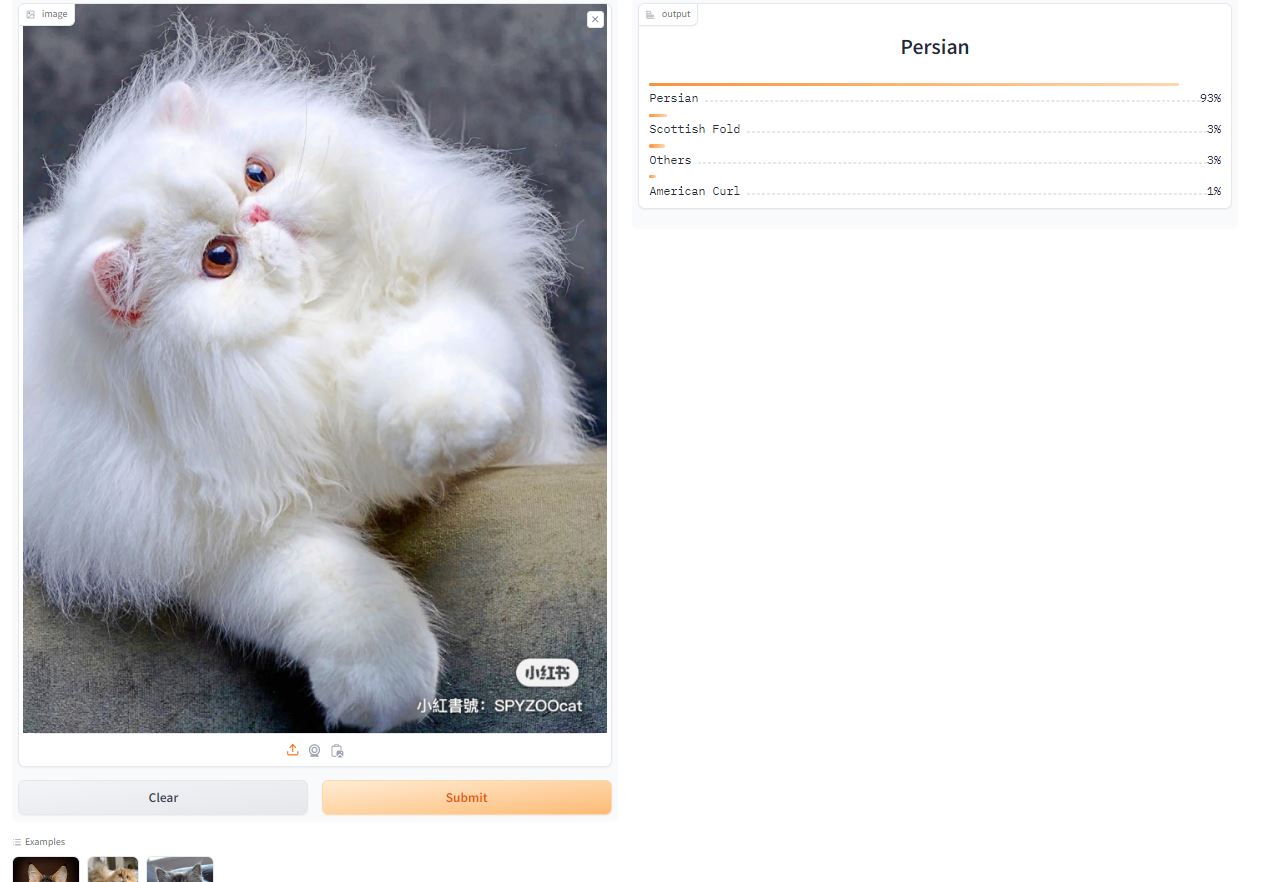 image
小红书
小紅書號：SPYZOOcat
Clear
Submit
Examples
output
Persian
Persian 93%
Scottish Fold 3%
Others 3%
American Curl 1%